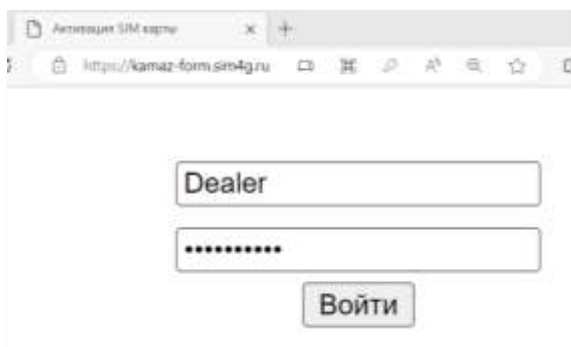 Активация SIM карты
https://kamaz-form.sim4g.ru
Dealer
••••••••••
Войти